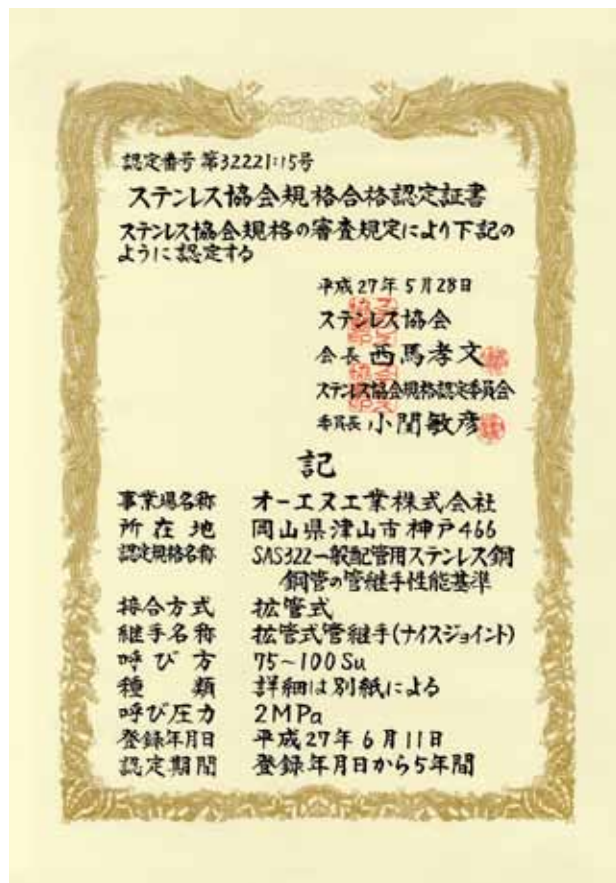 認定番号 第32221:15号
ステンレス協会規格合格認定証書
ステンレス協会規格の審査規定により下記の
ように認定する
平成27年5月28日
ステンレス協会
会長 西馬孝文
ステンレス協会規格認定委員会
委員長 小関敏彦
記
事業場名称 オーエヌ工業株式会社
所在地 岡山県津山市神戸466
認定規格名称 SAS322一般配管用ステンレス鋼
鋼管の管継手性能基準
接合方式 拡管式
継手名称 拡管式管継手(ナイスジョイント)
呼び方 75~100Su
種類 詳細は別紙による
呼び圧力 2MPa
登録年月日 平成27年6月11日
認定期間 登録年月日から5年間